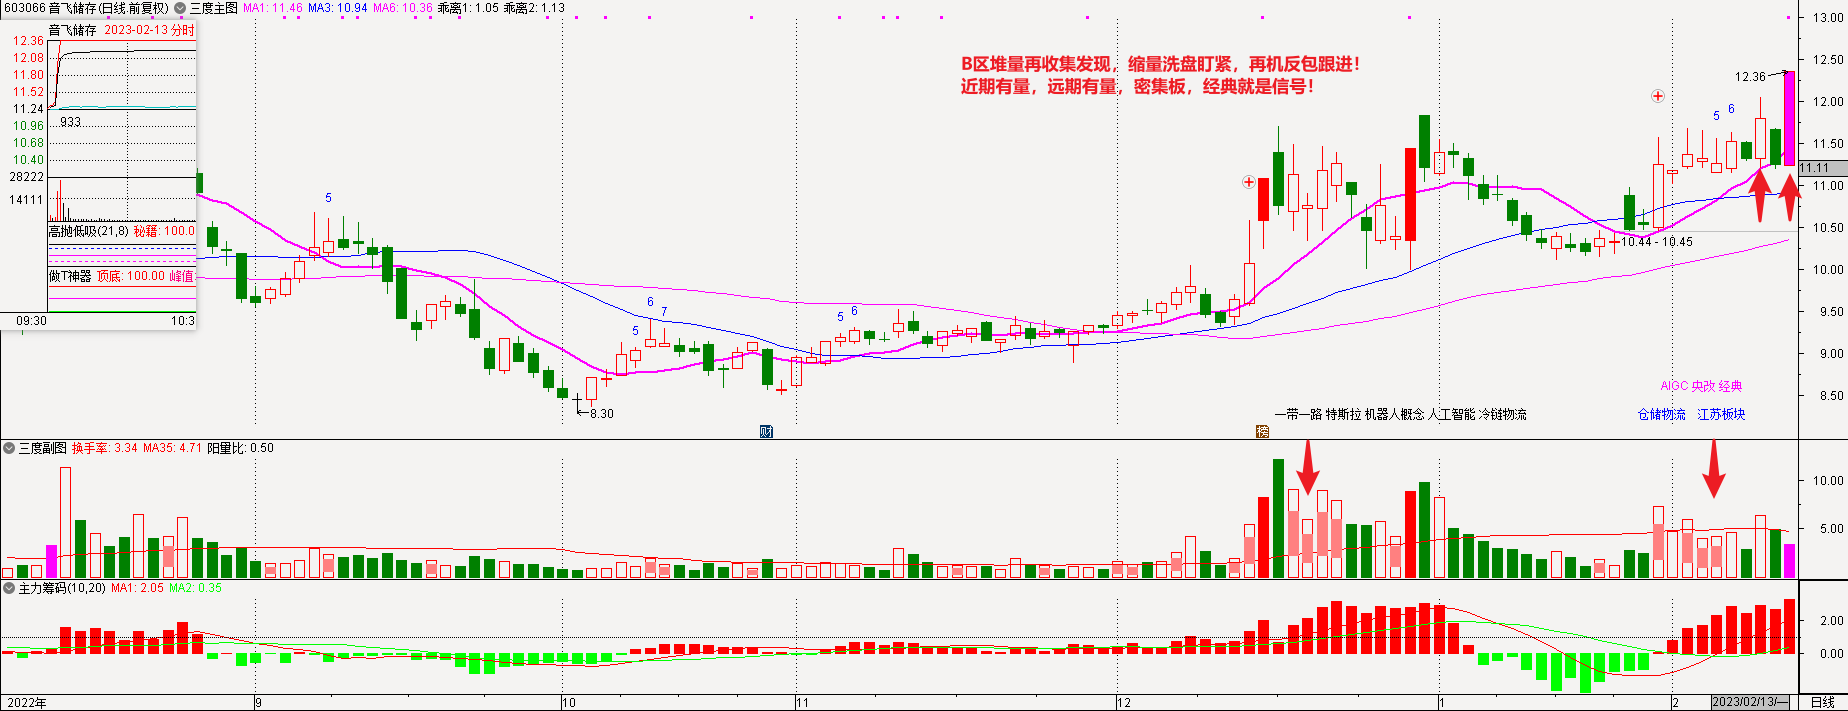 603066 音飞储存(日线.前复权) 三度主图 MA1: 11.46 MA3: 10.94 MA6: 10.36 乖离1: 1.05 乖离2: 1.13
13.00
音飞储存 2023-02-13 分时
12.36
12.08
11.80
11.52
11.24
10.96
10.68
10.40
933
28222
14111
高抛低吸(21,8) 秘籍: 100.0
做T神器 顶底: 100.00 峰值:
09:30
10:3
B区堆量再收集发现，缩量洗盘盯紧，再机反包跟进！
近期有量，远期有量，密集板，经典就是信号！
12.36
12.50
12.00
11.50
11.11
11.00
10.50
10.00
9.50
9.00
8.50
5
5
6
7
5
6
5
6
10.44 - 10.45
8.30
AIGC 央改 经典
一带一路 特斯拉 机器人概念 人工智能 冷链物流
仓储物流 江苏板块
财
榜
三度副图 换手率: 3.34 MA35: 4.71 阳量比: 0.50
10.00
5.00
主力筹码(10,20) MA1: 2.05 MA2: 0.35
2.00
0.00
2022年
9
10
11
12
1
2
2023/02/13/一
日线